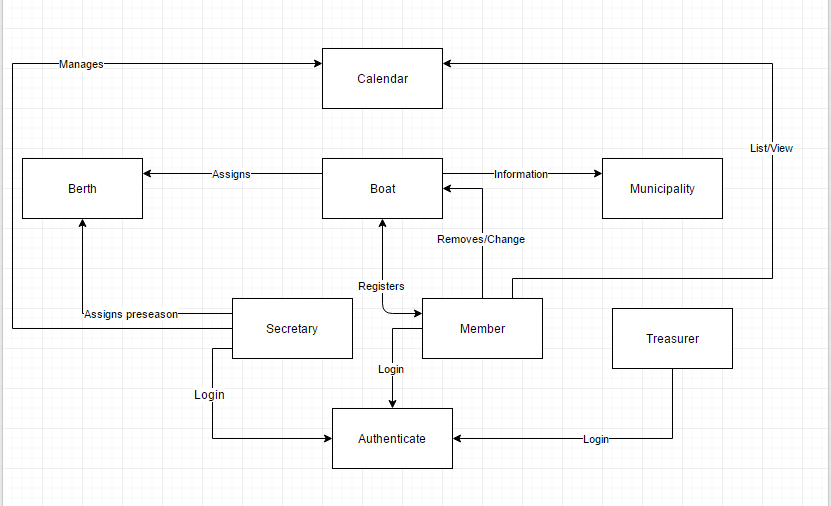 Manages
Calendar
List/View
Berth
Assigns
Boat
Information
Municipality
Removes/Change
Registers
Assigns preseason
Secretary
Member
Treasurer
Login
Login
Authenticate
Login